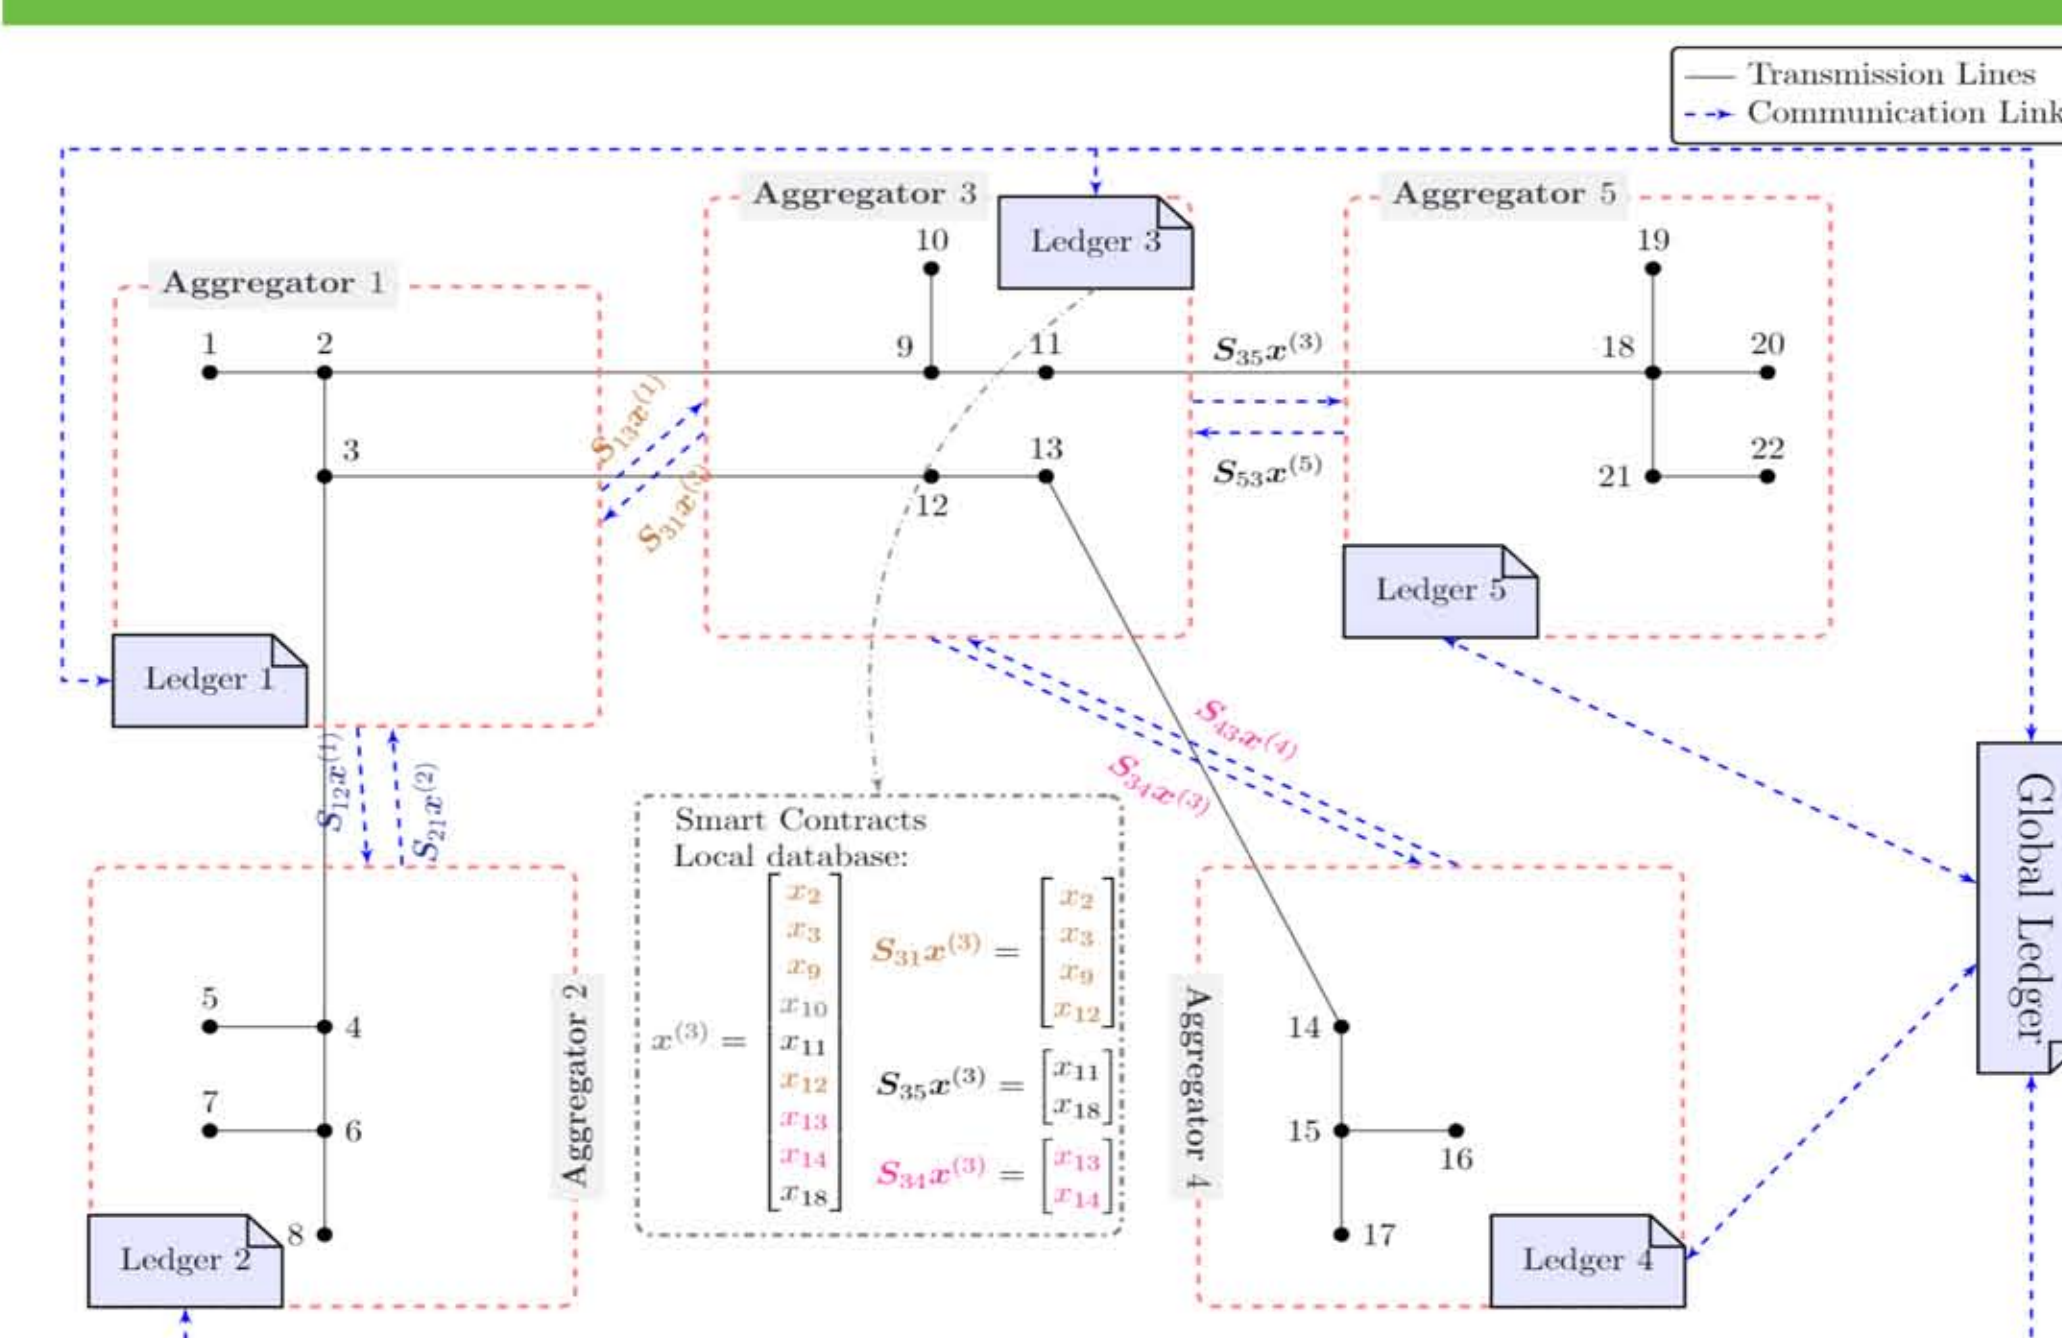 Transmission Lines
Communication Link
Aggregator 3
Aggregator 5
Ledger 3
10
19
Aggregator 1
1
2
9
11
S₃₅x⁽³⁾
18
20
S₁₃x⁽¹⁾
3
13
22
S₃₁x⁽³⁾
12
S₅₃x⁽⁵⁾
21
Ledger 5
Ledger 1
S₁₂x⁽¹⁾
S₂₁x⁽²⁾
S₄₃x⁽⁴⁾
S₃₄x⁽³⁾
Global Ledger
Smart Contracts
Local database:
x⁽³⁾ =
x₂
x₃
x₉
x₁₀
x₁₁
x₁₂
x₁₃
x₁₄
x₁₈
S₃₁x⁽³⁾ =
x₂
x₃
x₉
x₁₂
S₃₅x⁽³⁾ =
x₁₁
x₁₈
S₃₄x⁽³⁾ =
x₁₃
x₁₄
Aggregator 2
5
4
7
6
8
Ledger 2
Aggregator 4
14
15
16
17
Ledger 4